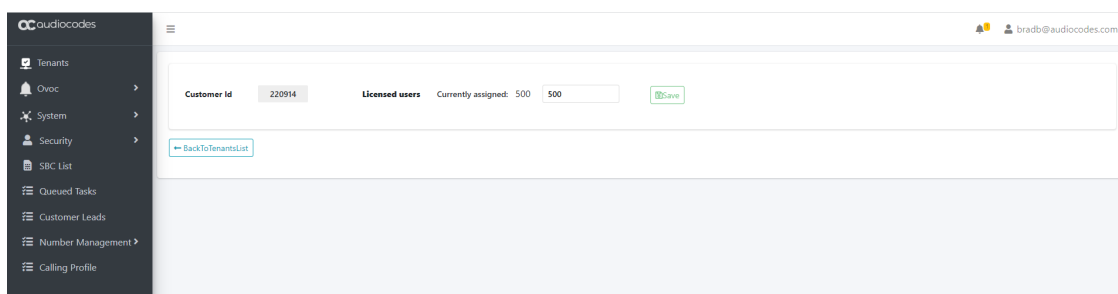 audiocodes
1
bradb@audiocodes.com
Tenants
Ovoc
System
Security
SBC List
Queued Tasks
Customer Leads
Number Management
Calling Profile
Customer Id 220914 Licensed users Currently assigned: 500 500 Save
BackToTenantsList